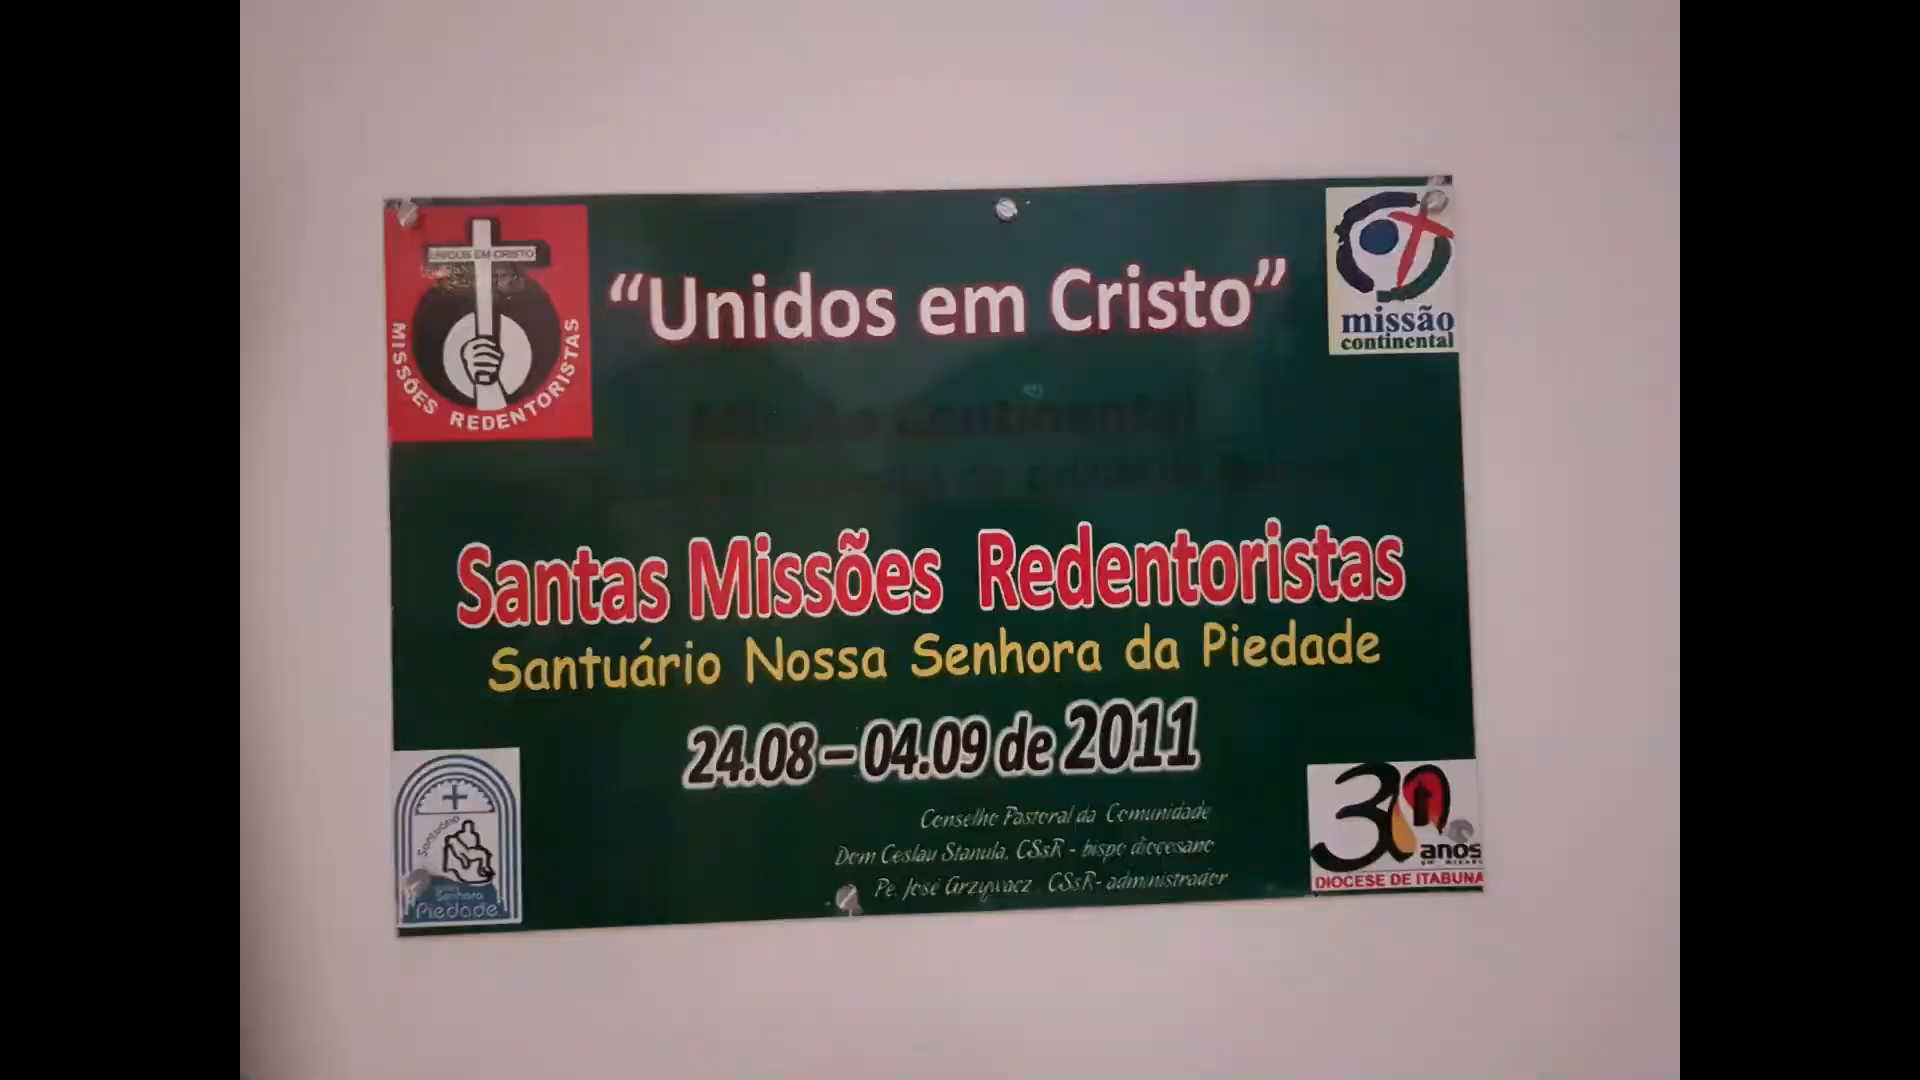 UNIDOS EM CRISTO
MISSÕES REDENTORISTAS
“Unidos em Cristo”
missão
continental
Missão Continental
Santas Missões Redentoristas
Santuário Nossa Senhora da Piedade
24.08 – 04.09 de 2011
Conselho Pastoral da Comunidade
Dom Ceslau Stanula, CSsR - bispo diocesano
Pe. José Grzywacz CSsR - administrador
Santuário
Senhora
Piedade
30
anos
DIOCESE DE ITABUNA